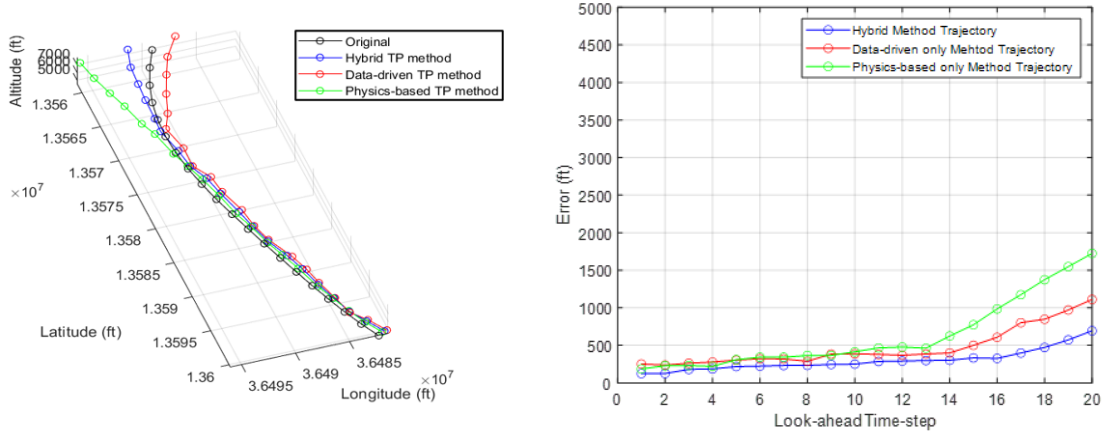 Altitude (ft)
7000
6000
5000
1.356
1.3565
1.357
1.3575
1.358
1.3585
1.359
1.3595
1.36
×10⁷
Latitude (ft)
3.6495
3.649
3.6485
×10⁷
Longitude (ft)
Original
Hybrid TP method
Data-driven TP method
Physics-based TP method
Error (ft)
5000
4500
4000
3500
3000
2500
2000
1500
1000
500
0
0 2 4 6 8 10 12 14 16 18 20
Look-ahead Time-step
Hybrid Method Trajectory
Data-driven only Mehtod Trajectory
Physics-based only Method Trajectory